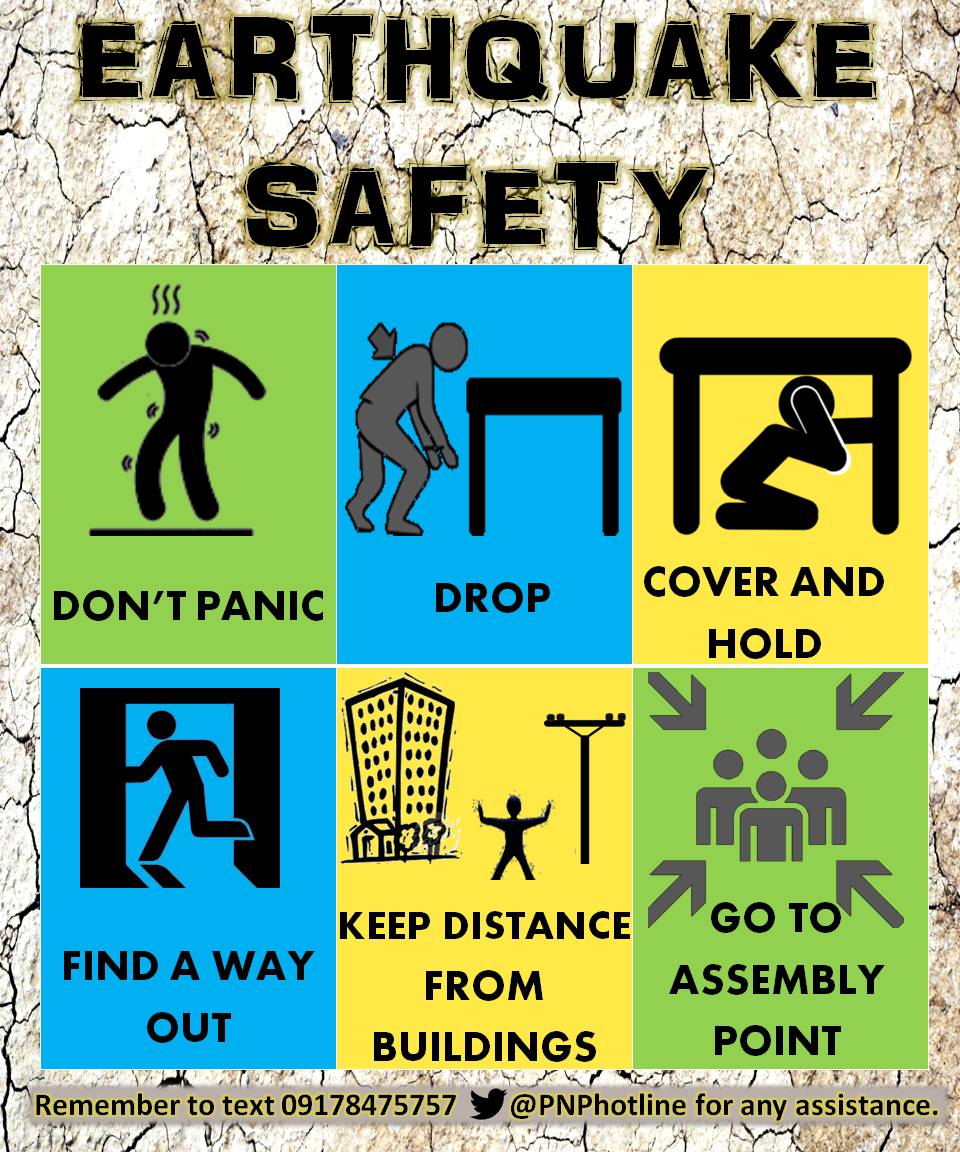 EARTHQUAKE
SAFETY
DON'T PANIC
DROP
COVER AND
HOLD
FIND A WAY
OUT
KEEP DISTANCE
FROM
BUILDINGS
GO TO
ASSEMBLY
POINT
Remember to text 09178475757 @PNPhotline for any assistance.